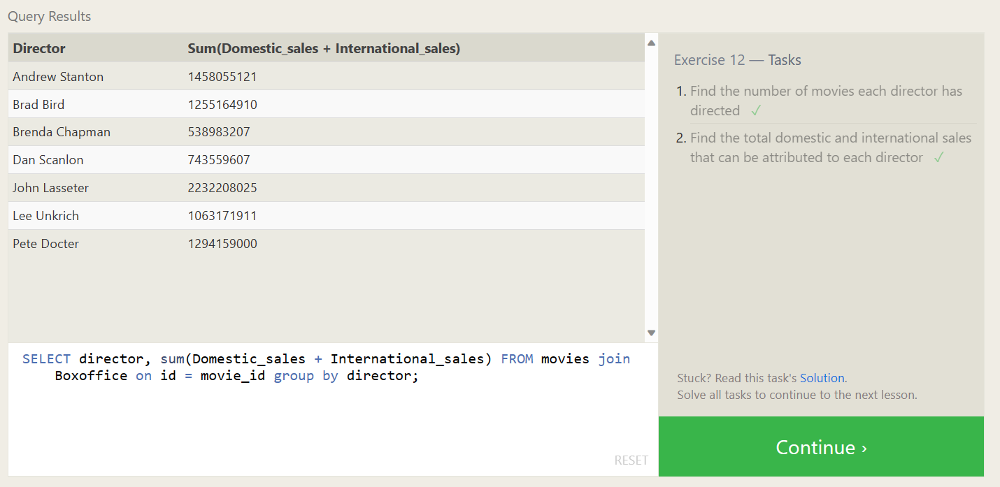 Query Results
Director Sum(Domestic_sales + International_sales)
Andrew Stanton 1458055121
Brad Bird 1255164910
Brenda Chapman 538983207
Dan Scanlon 743559607
John Lasseter 2232208025
Lee Unkrich 1063171911
Pete Docter 1294159000
SELECT director, sum(Domestic_sales + International_sales) FROM movies join
Boxoffice on id = movie_id group by director;
RESET
Exercise 12 — Tasks
1. Find the number of movies each director has
directed ✓
2. Find the total domestic and international sales
that can be attributed to each director ✓
Stuck? Read this task's Solution.
Solve all tasks to continue to the next lesson.
Continue ›